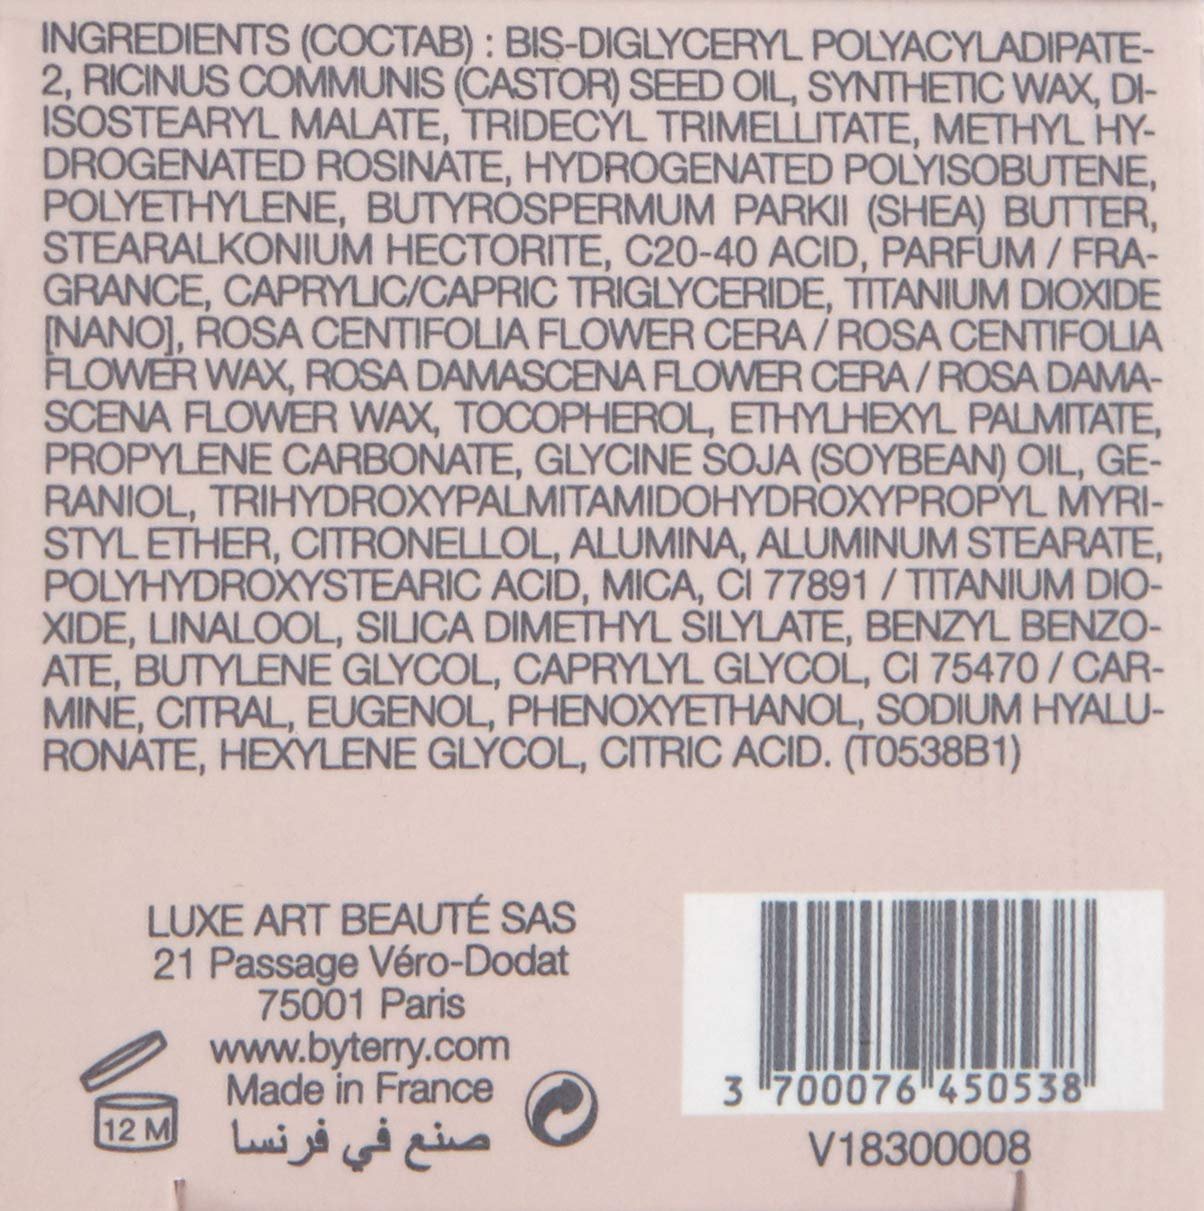 INGREDIENTS (COCTAB) : BIS-DIGLYCERYL POLYACYLADIPATE-
2, RICINUS COMMUNIS (CASTOR) SEED OIL, SYNTHETIC WAX, DI-
ISOSTEARYL MALATE, TRIDECYL TRIMELLITATE, METHYL HY-
DROGENATED ROSINATE, HYDROGENATED POLYISOBUTENE,
POLYETHYLENE, BUTYROSPERMUM PARKII (SHEA) BUTTER,
STEARALKONIUM HECTORITE, C20-40 ACID, PARFUM / FRA-
GRANCE, CAPRYLIC/CAPRIC TRIGLYCERIDE, TITANIUM DIOXIDE
[NANO], ROSA CENTIFOLIA FLOWER CERA / ROSA CENTIFOLIA
FLOWER WAX, ROSA DAMASCENA FLOWER CERA / ROSA DAMA-
SCENA FLOWER WAX, TOCOPHEROL, ETHYLHEXYL PALMITATE,
PROPYLENE CARBONATE, GLYCINE SOJA (SOYBEAN) OIL, GE-
RANIOL, TRIHYDROXYPALMITAMIDOHYDROXYPROPYL MYRI-
STYL ETHER, CITRONELLOL, ALUMINA, ALUMINUM STEARATE,
POLYHYDROXYSTEARIC ACID, MICA, CI 77891 / TITANIUM DIO-
XIDE, LINALOOL, SILICA DIMETHYL SILYLATE, BENZYL BENZO-
ATE, BUTYLENE GLYCOL, CAPRYLYL GLYCOL, CI 75470 / CAR-
MINE, CITRAL, EUGENOL, PHENOXYETHANOL, SODIUM HYALU-
RONATE, HEXYLENE GLYCOL, CITRIC ACID. (T0538B1)
LUXE ART BEAUTÉ SAS
21 Passage Véro-Dodat
75001 Paris
www.byterry.com
Made in France
صنع في فرنسا
12 M
3 700076 450538
V18300008